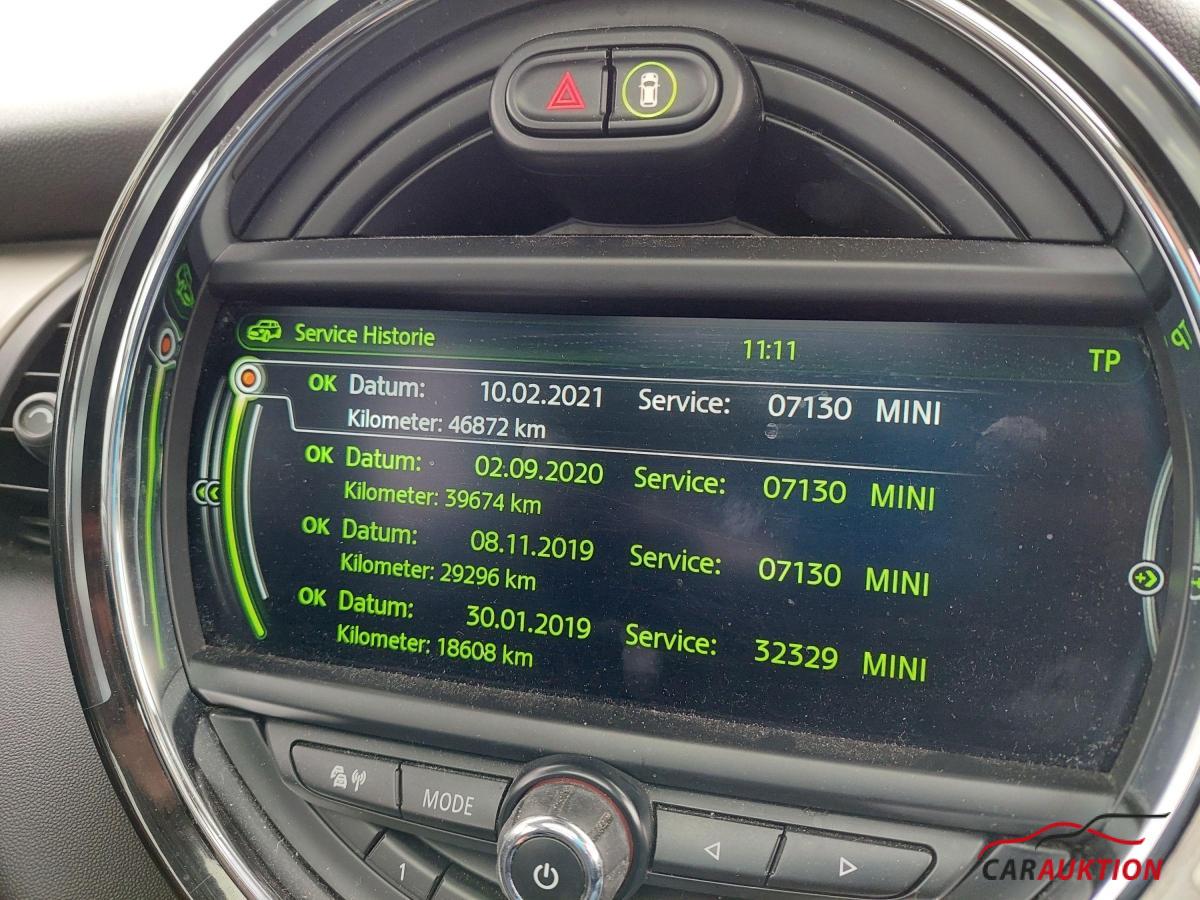 Service Historie 11:11 TP
OK Datum: 10.02.2021 Service: 07130 MINI
Kilometer: 46872 km
OK Datum: 02.09.2020 Service: 07130 MINI
Kilometer: 39674 km
OK Datum: 08.11.2019 Service: 07130 MINI
Kilometer: 29296 km
OK Datum: 30.01.2019 Service: 32329 MINI
Kilometer: 18608 km
MODE
1
CARAUKTION